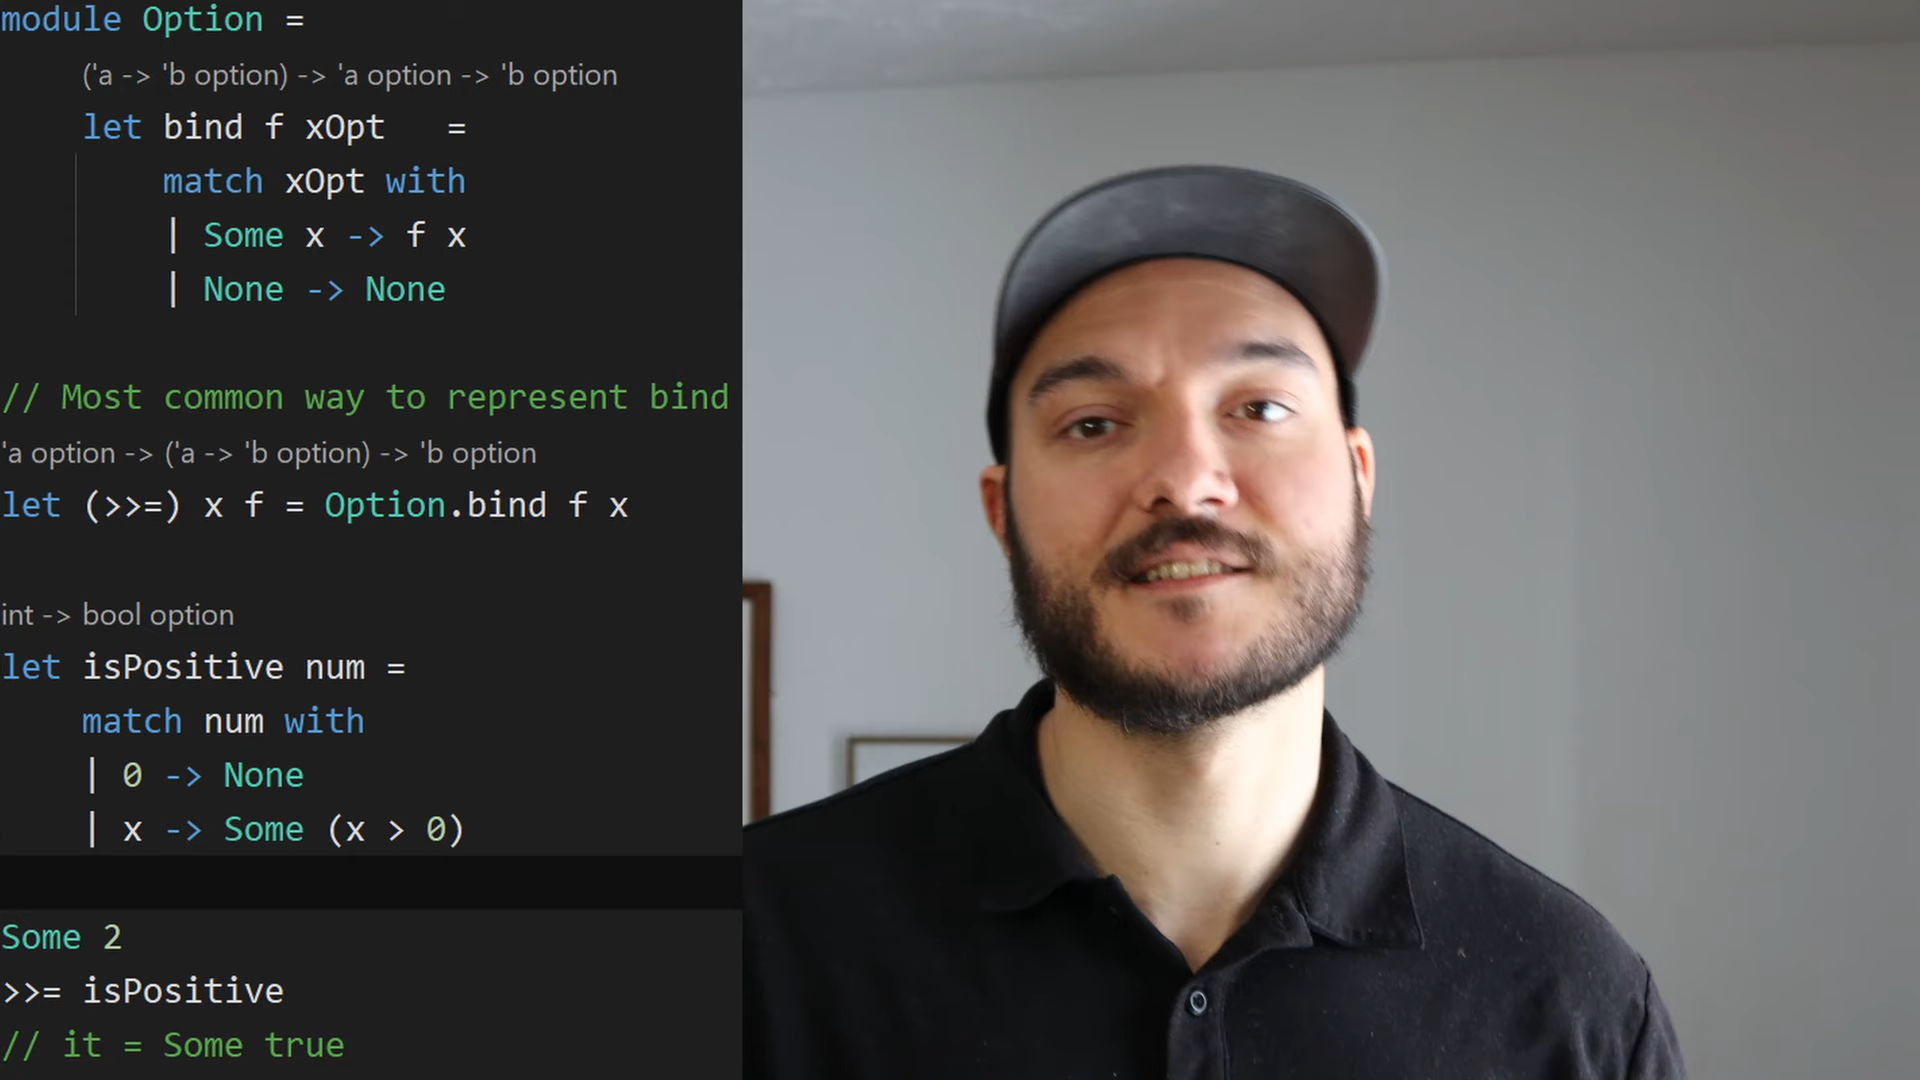 module Option =
('a -> 'b option) -> 'a option -> 'b option
let bind f xOpt =
match xOpt with
| Some x -> f x
| None -> None
// Most common way to represent bind
'a option -> ('a -> 'b option) -> 'b option
let (>>=) x f = Option.bind f x
int -> bool option
let isPositive num =
match num with
| 0 -> None
| x -> Some (x > 0)
Some 2
>>= isPositive
// it = Some true